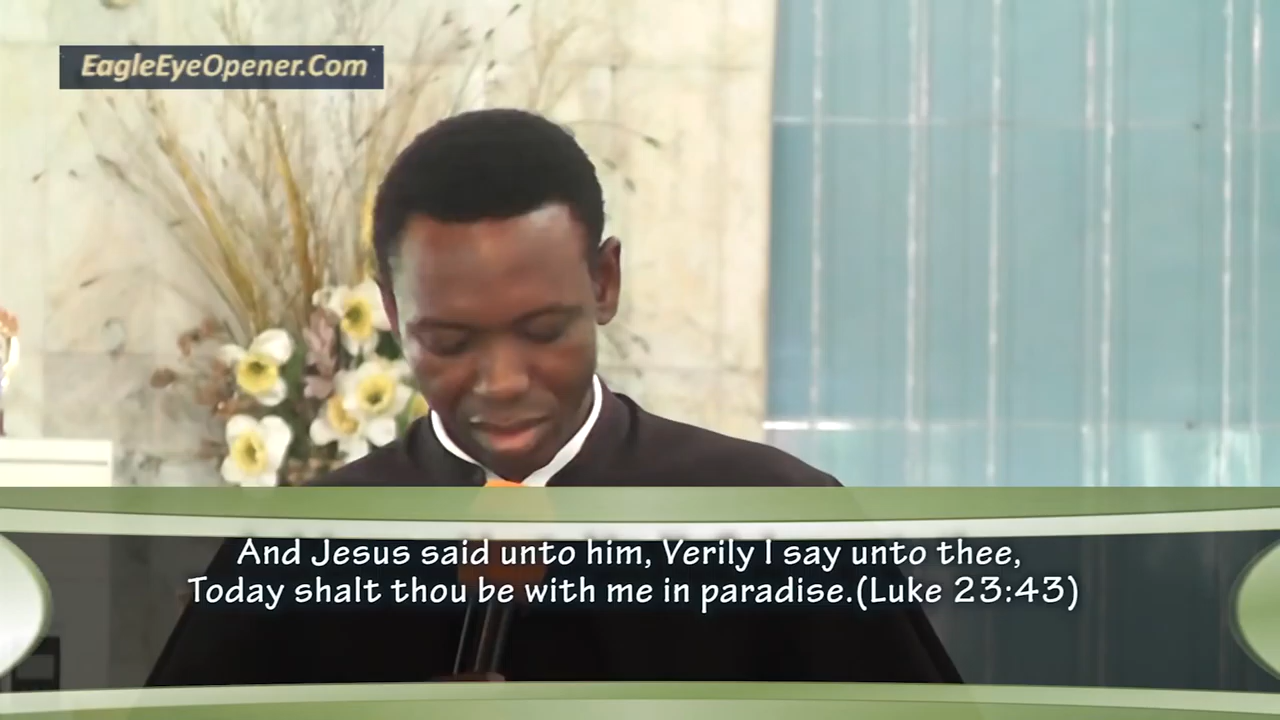 EagleEyeOpener.Com
And Jesus said unto him, Verily I say unto thee,
Today shalt thou be with me in paradise.(Luke 23:43)